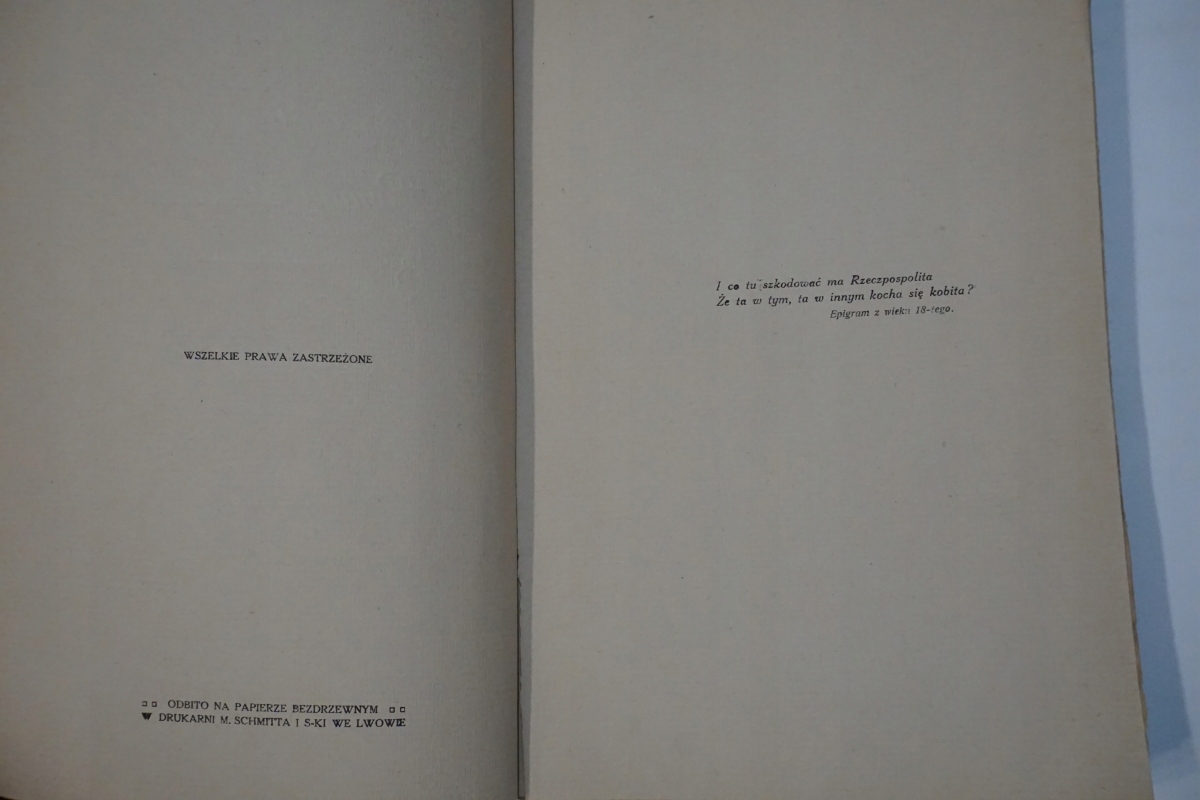 WSZELKIE PRAWA ZASTRZEŻONE
▫▫ ODBITO NA PAPIERZE BEZDRZEWNYM ▫▫
W DRUKARNI M. SCHMITTA I S-KI WE LWOWIE
I co tu szkodować ma Rzeczpospolita
Że ta w tym, ta w innym kocha się kobita?
Epigram z wieku 18-tego.